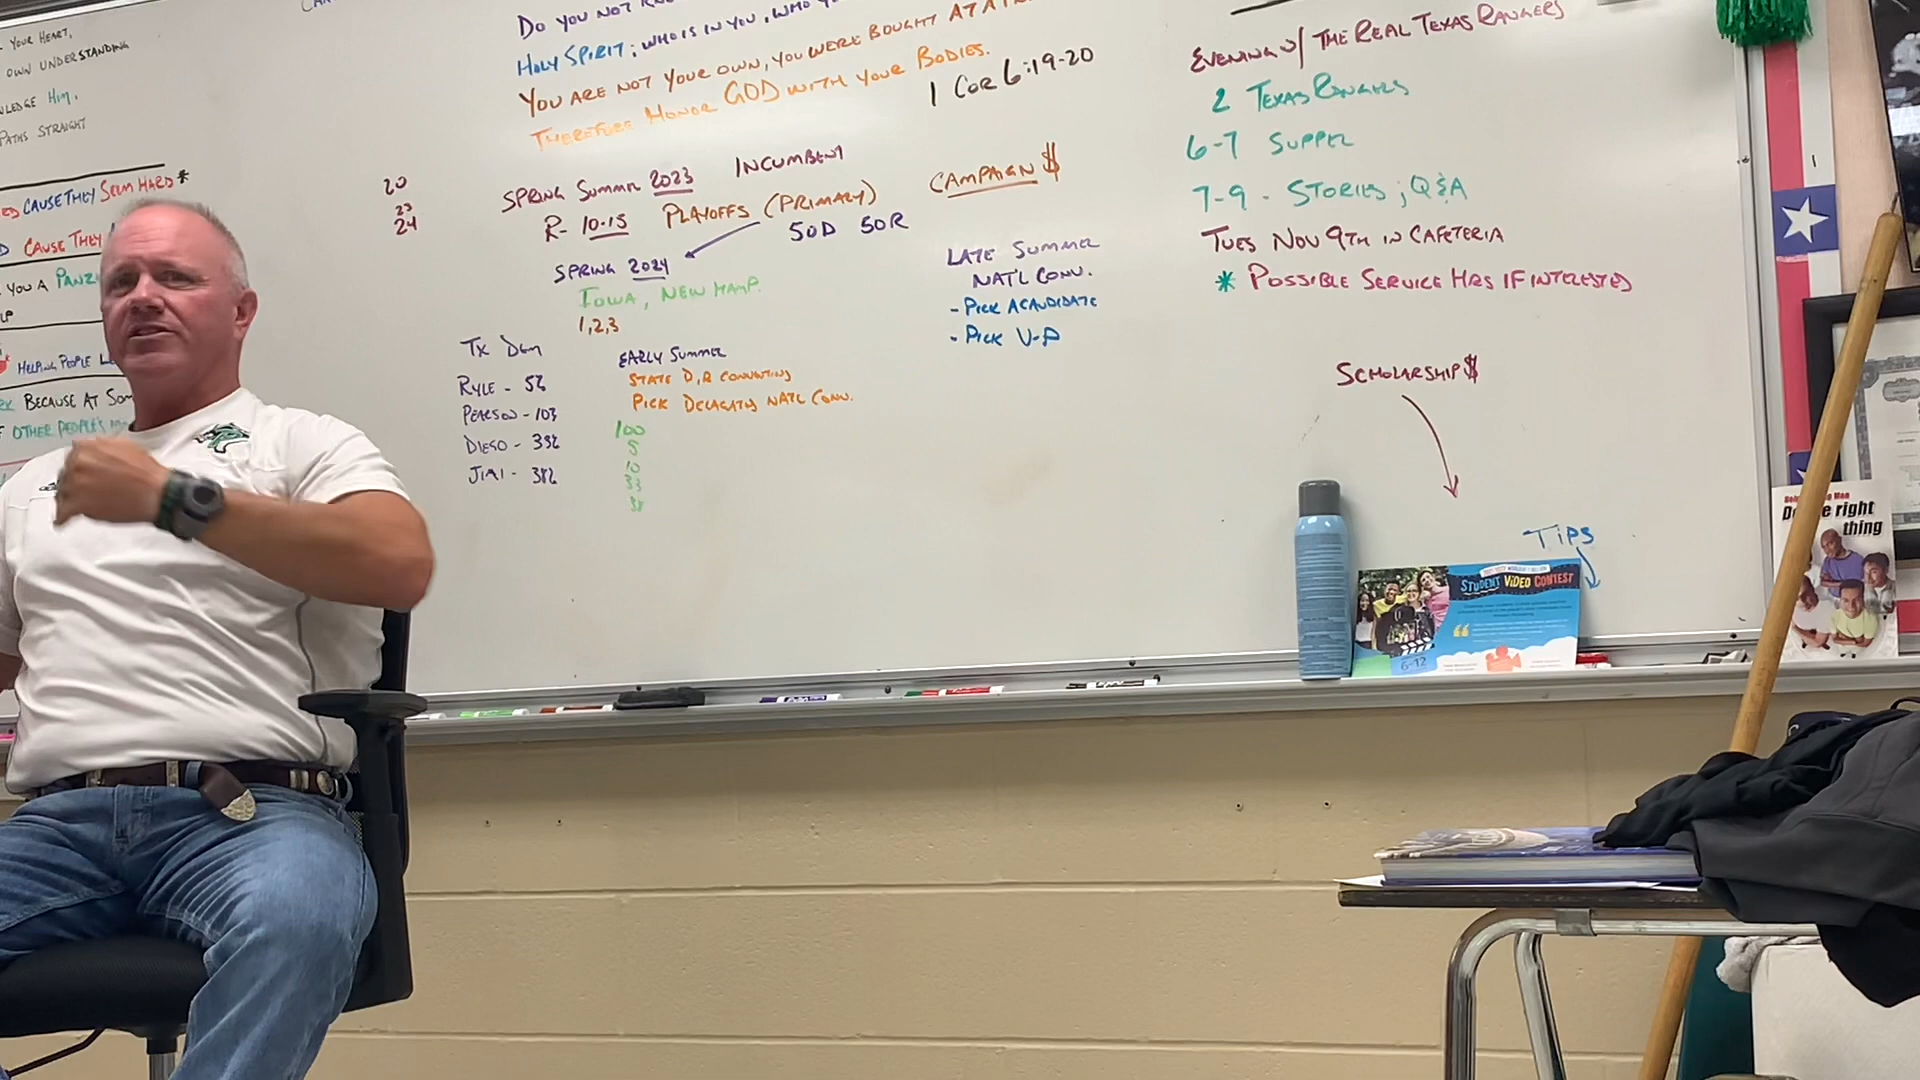 YOUR HEART,
OWN UNDERSTANDING
HIM.
PATHS STRAIGHT
CAUSE THEY SEEM HARD*
CAUSE THEY
YOU A
HELPING PEOPLE
BECAUSE AT
OTHER PEOPLE'S
DO YOU NOT
HOLY SPIRIT; WHO IS IN YOU, WHO
YOU ARE NOT YOUR OWN, YOU WERE BOUGHT AT A
THEREFORE HONOR GOD WITH YOUR BODIES.
1 COR 6:19-20
20
23
24
SPRING SUMMER 2023 INCUMBENT
R- 10-15 PLAYOFFS (PRIMARY)
50D 50R
SPRING 2024
IOWA, NEW HAMP.
1,2,3
TX DEM
RYLE - 56
PEARSON - 103
DIEGO - 332
JIAI - 382
EARLY SUMMER
STATE D,R CONVENTIONS
PICK DELAGATES NATL CONV.
100
5
10
33
38
CAMPAIGN $
LATE SUMMER
NAT'L CONV.
- PICK A CANDIDATE
- PICK V-P
EVENING W/ THE REAL TEXAS RANGERS
2 TEXAS RANGERS
6-7 SUPPER
7-9 - STORIES; Q&A
TUES NOV 9TH IN CAFETERIA
* POSSIBLE SERVICE HRS IF INTERESTED
SCHOLARSHIP$
TIPS
STUDENT VIDEO CONTEST
6-12
right
thing